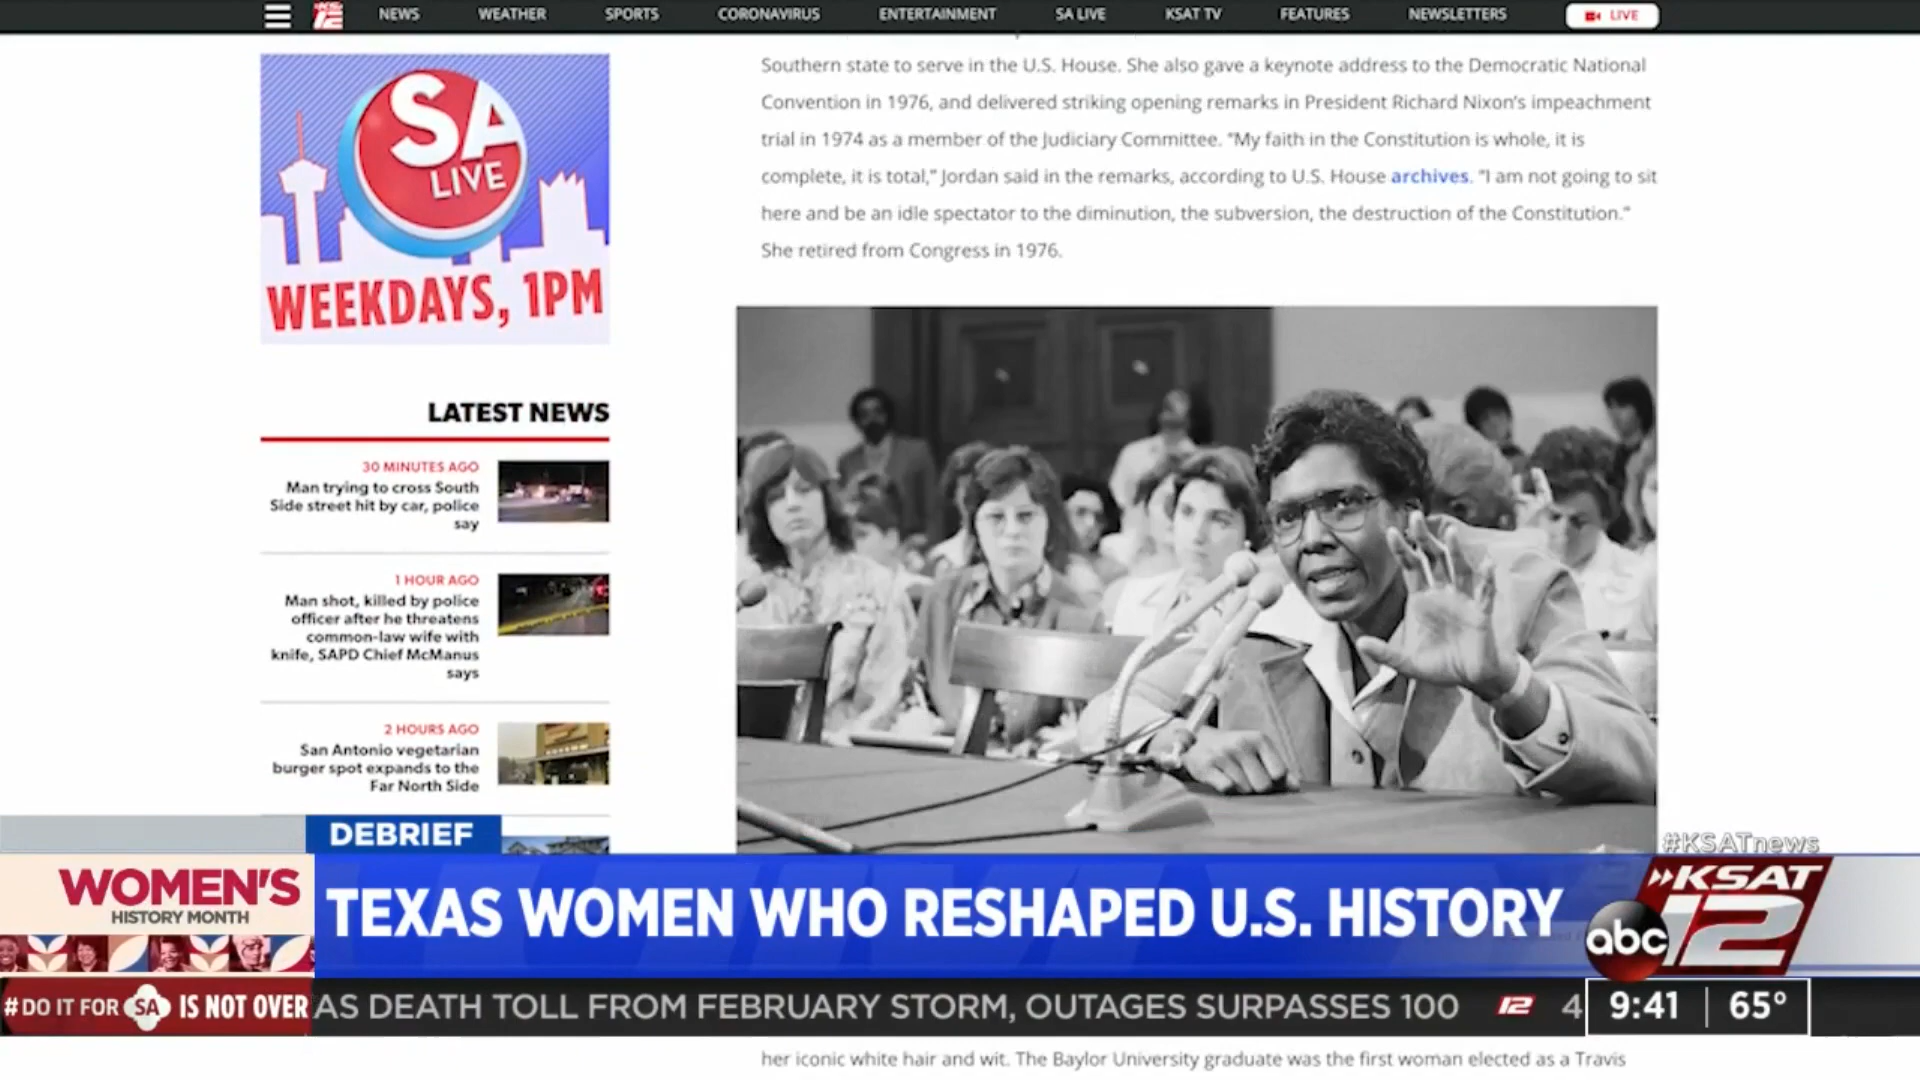 NEWS WEATHER SPORTS CORONAVIRUS ENTERTAINMENT SA LIVE KSAT TV FEATURES NEWSLETTERS LIVE
KSAT
12
SA
LIVE
WEEKDAYS, 1PM
LATEST NEWS
30 MINUTES AGO
Man trying to cross South
Side street hit by car, police
say
1 HOUR AGO
Man shot, killed by police
officer after he threatens
common-law wife with
knife, SAPD Chief McManus
says
2 HOURS AGO
San Antonio vegetarian
burger spot expands to the
Far North Side
Southern state to serve in the U.S. House. She also gave a keynote address to the Democratic National
Convention in 1976, and delivered striking opening remarks in President Richard Nixon’s impeachment
trial in 1974 as a member of the Judiciary Committee. “My faith in the Constitution is whole, it is
complete, it is total,” Jordan said in the remarks, according to U.S. House archives. “I am not going to sit
here and be an idle spectator to the diminution, the subversion, the destruction of the Constitution.”
She retired from Congress in 1976.
#KSATnews
DEBRIEF
WOMEN'S
HISTORY MONTH
TEXAS WOMEN WHO RESHAPED U.S. HISTORY
KSAT
abc 12
#DO IT FOR SA IS NOT OVER
AS DEATH TOLL FROM FEBRUARY STORM, OUTAGES SURPASSES 100 12 4
9:41 65°
her iconic white hair and wit. The Baylor University graduate was the first woman elected as a Travis